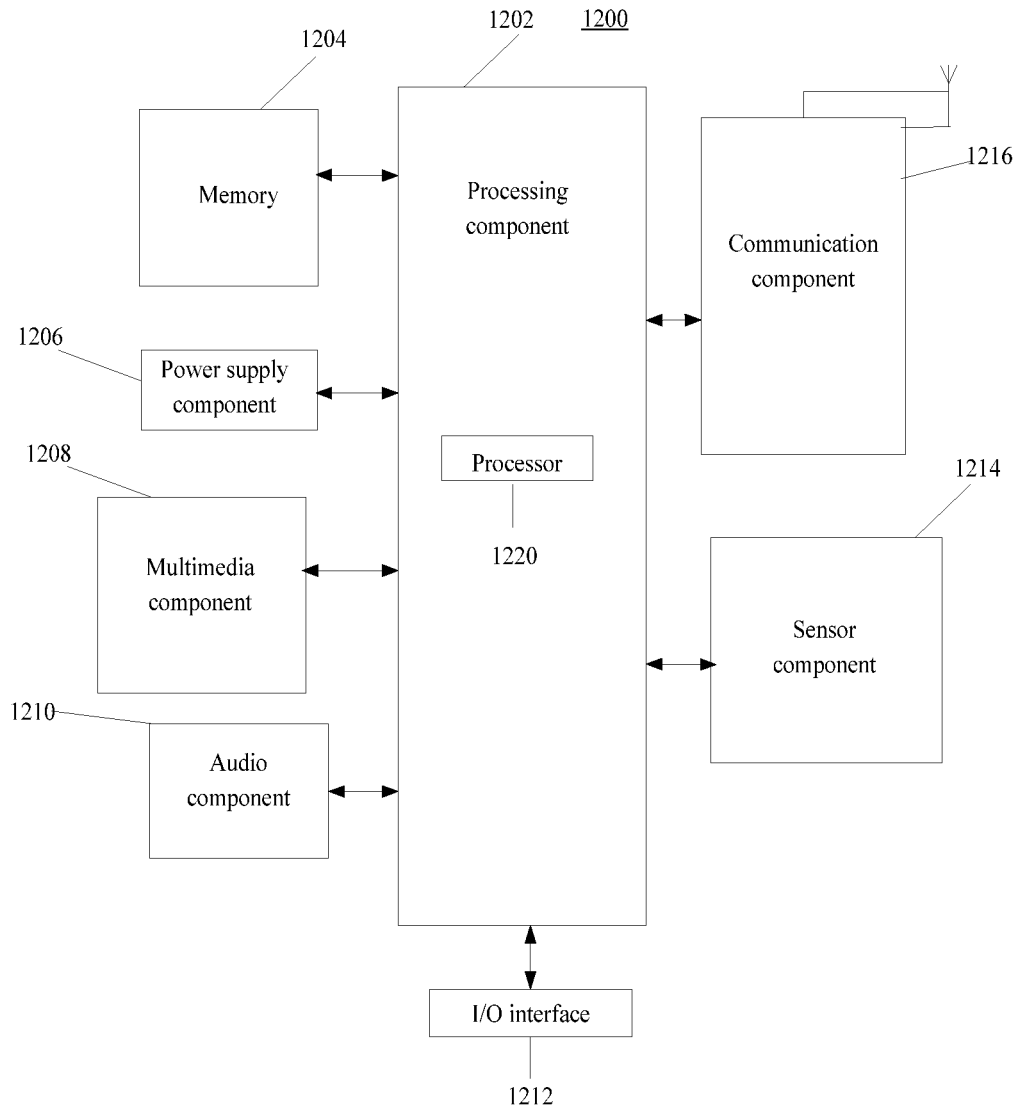 1200
1202
1204
Memory
Processing
component
1216
Communication
component
1206
Power supply
component
1208
Processor
1220
1214
Multimedia
component
Sensor
component
1210
Audio
component
I/O interface
1212